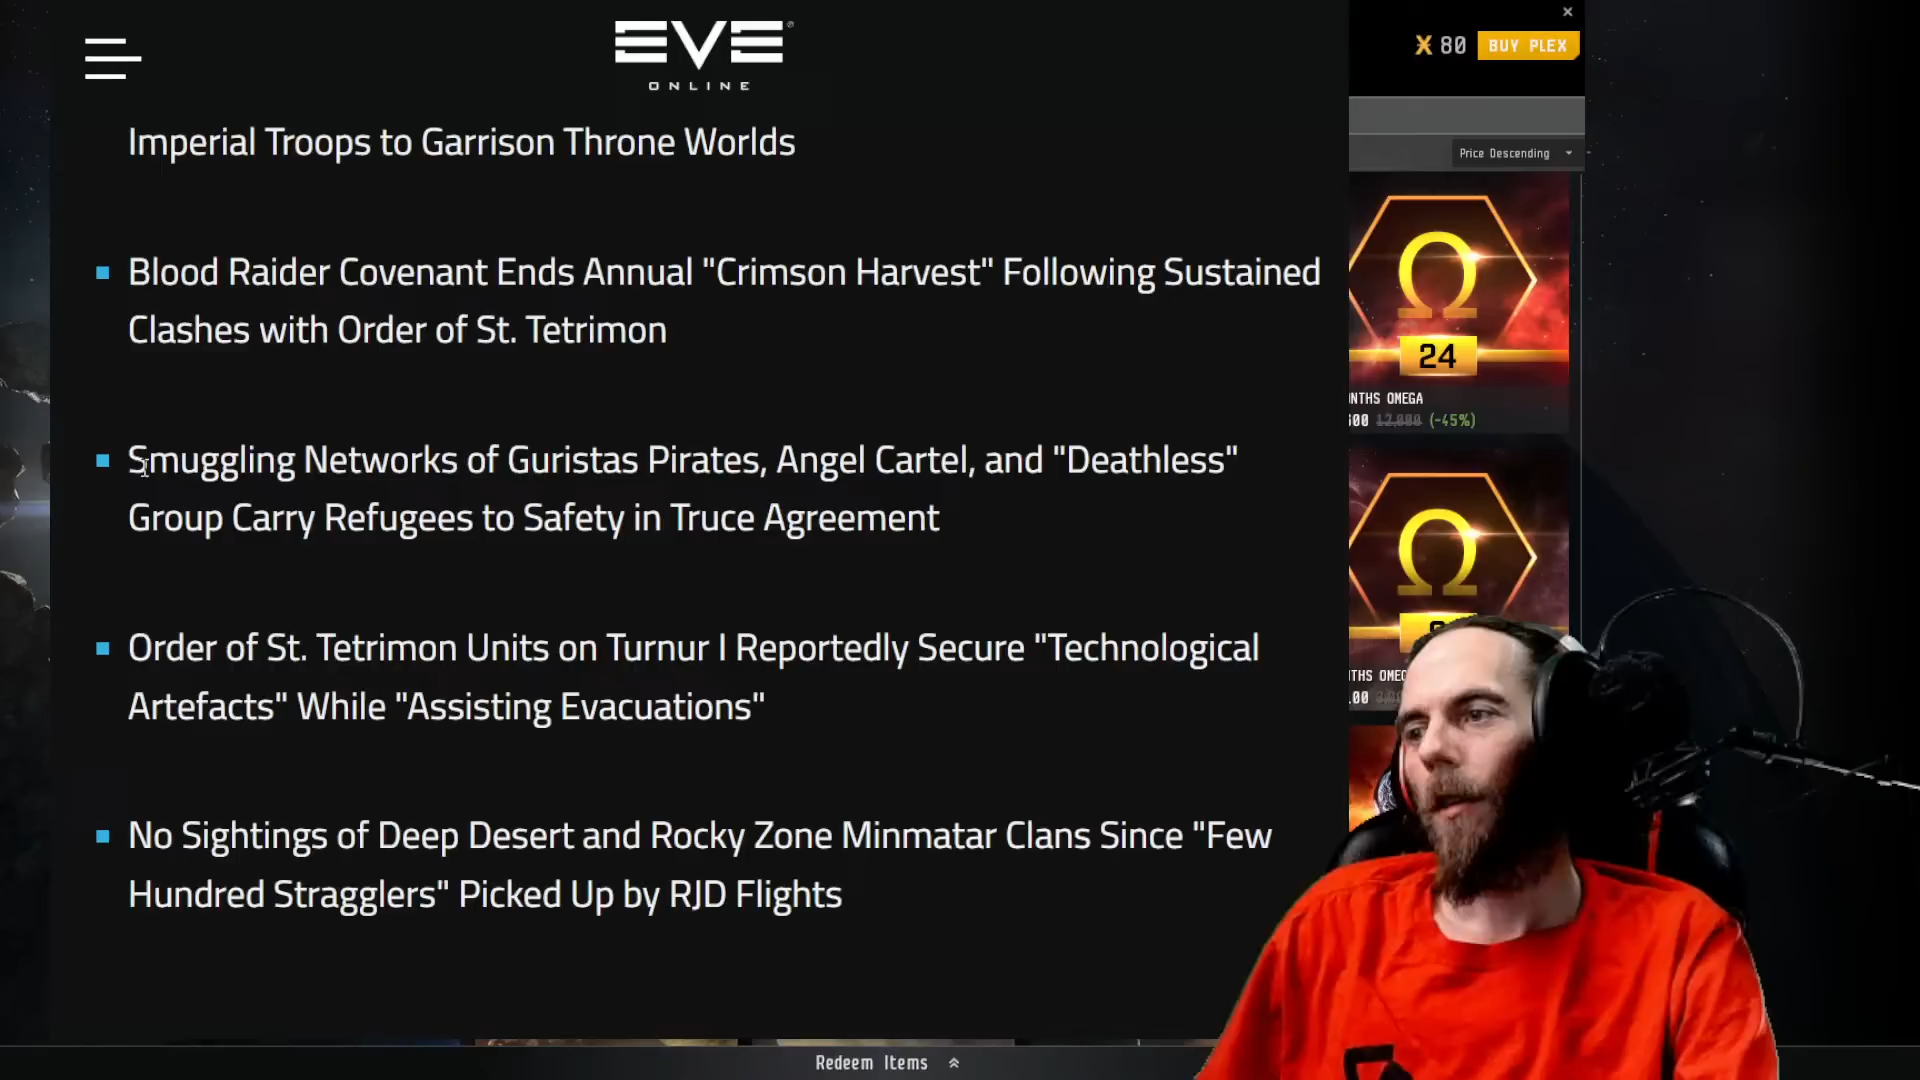 EVE
ONLINE
×
80
BUY PLEX
Price Descending
Imperial Troops to Garrison Throne Worlds
Blood Raider Covenant Ends Annual "Crimson Harvest" Following Sustained
Clashes with Order of St. Tetrimon
Smuggling Networks of Guristas Pirates, Angel Cartel, and "Deathless"
Group Carry Refugees to Safety in Truce Agreement
Order of St. Tetrimon Units on Turnur I Reportedly Secure "Technological
Artefacts" While "Assisting Evacuations"
No Sightings of Deep Desert and Rocky Zone Minmatar Clans Since "Few
Hundred Stragglers" Picked Up by RJD Flights
Ω
24
OMEGA
(-45%)
Ω
Redeem Items